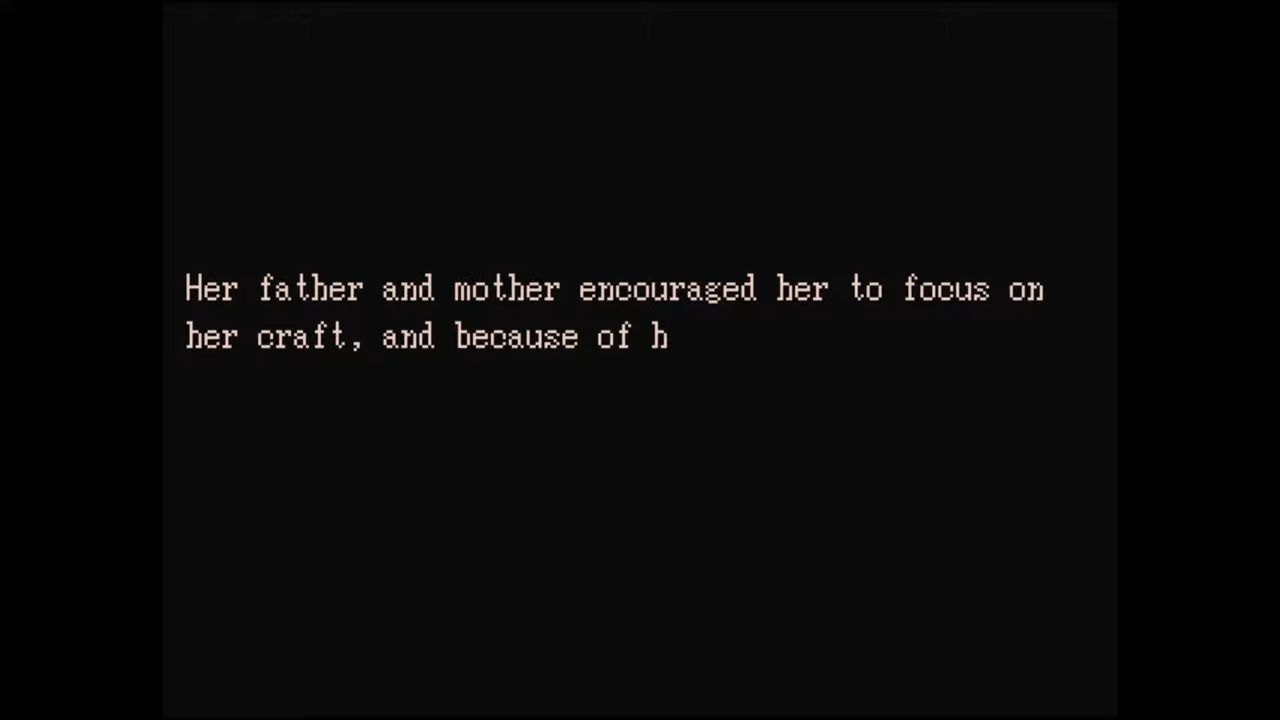 Her father and mother encouraged her to focus on
her craft, and because of h